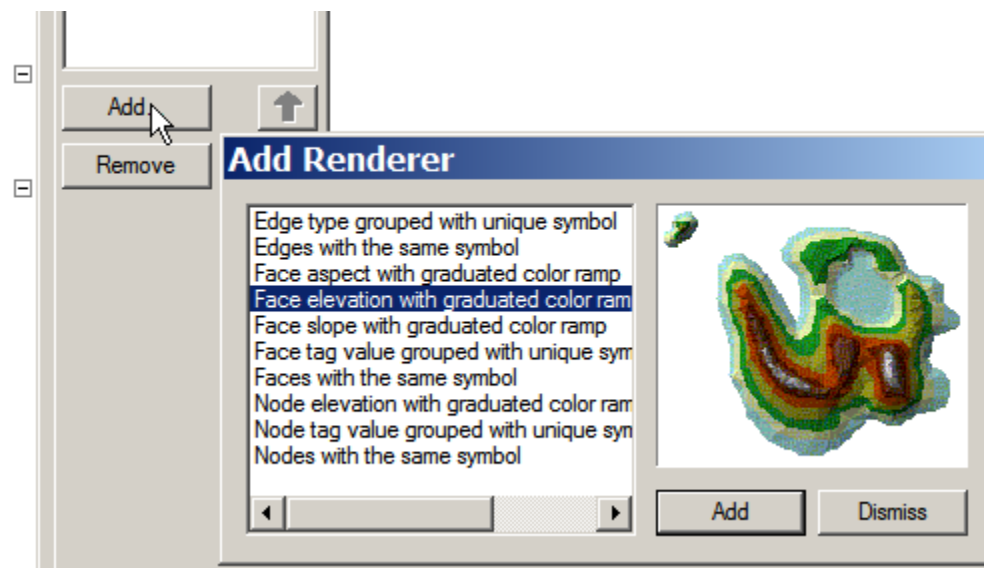 Add...
Remove
Add Renderer
Edge type grouped with unique symbol
Edges with the same symbol
Face aspect with graduated color ramp
Face elevation with graduated color ram
Face slope with graduated color ramp
Face tag value grouped with unique sym
Faces with the same symbol
Node elevation with graduated color ram
Node tag value grouped with unique syn
Nodes with the same symbol
Add
Dismiss